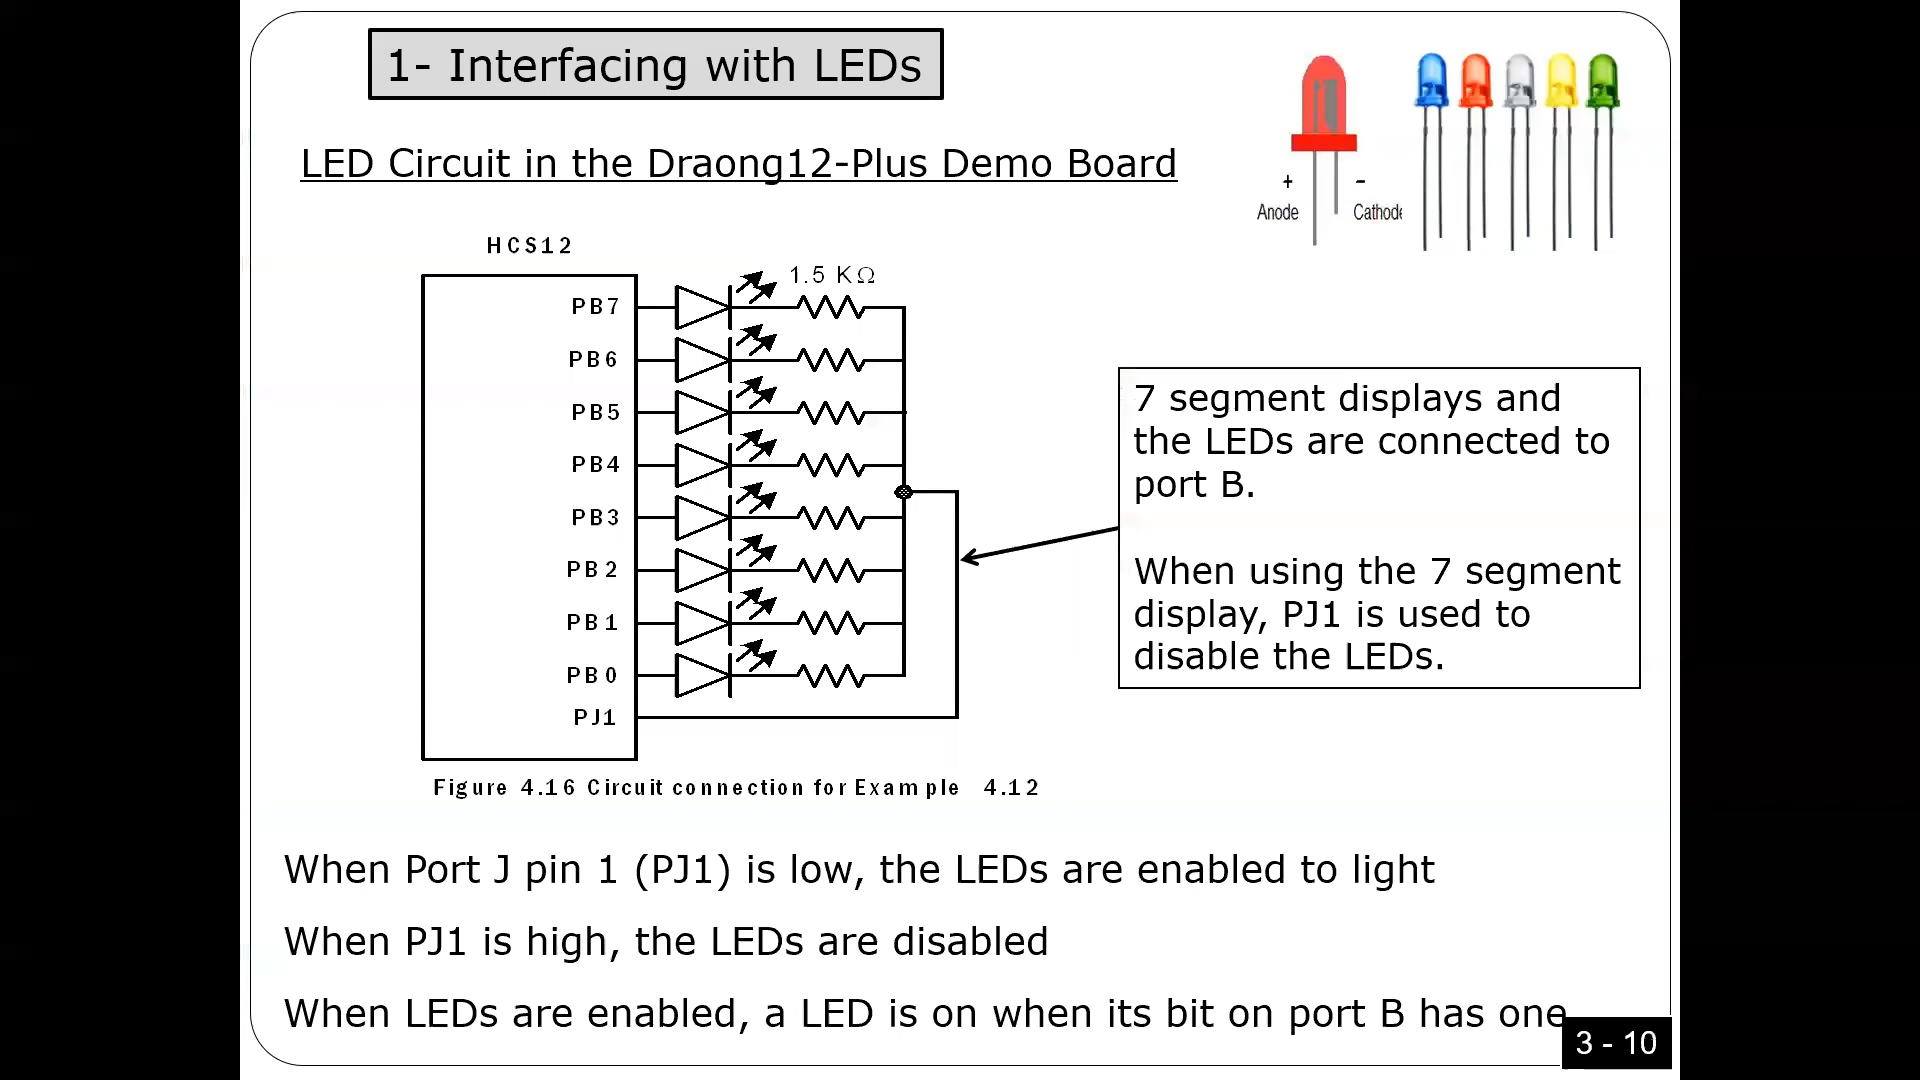 1- Interfacing with LEDs
LED Circuit in the Draong12-Plus Demo Board
+ -
Anode Cathode
HCS12
1.5 KΩ
PB7
PB6
PB5
PB4
PB3
PB2
PB1
PB0
PJ1
7 segment displays and
the LEDs are connected to
port B.
When using the 7 segment
display, PJ1 is used to
disable the LEDs.
Figure 4.16 Circuit connection for Example 4.12
When Port J pin 1 (PJ1) is low, the LEDs are enabled to light
When PJ1 is high, the LEDs are disabled
When LEDs are enabled, a LED is on when its bit on port B has one
3 - 10